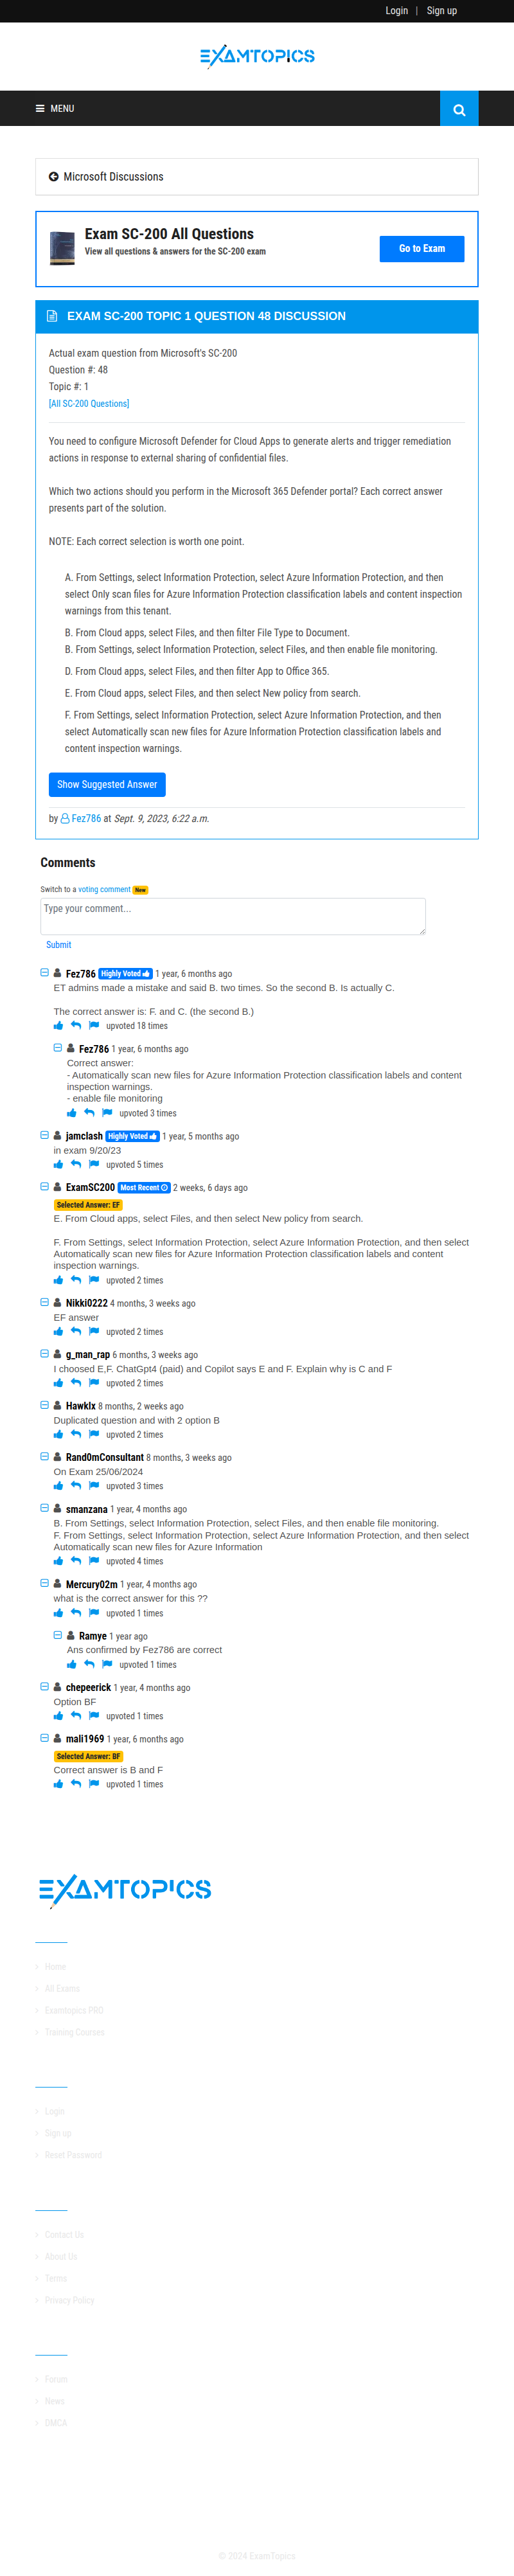 Login | Sign up
EXAMTOPICS
MENU
Microsoft Discussions
Exam SC-200 All Questions
View all questions & answers for the SC-200 exam
Go to Exam
EXAM SC-200 TOPIC 1 QUESTION 48 DISCUSSION
Actual exam question from Microsoft's SC-200
Question #: 48
Topic #: 1
[All SC-200 Questions]
You need to configure Microsoft Defender for Cloud Apps to generate alerts and trigger remediation
actions in response to external sharing of confidential files.
Which two actions should you perform in the Microsoft 365 Defender portal? Each correct answer
presents part of the solution.
NOTE: Each correct selection is worth one point.
A. From Settings, select Information Protection, select Azure Information Protection, and then
select Only scan files for Azure Information Protection classification labels and content inspection
warnings from this tenant.
B. From Cloud apps, select Files, and then filter File Type to Document.
B. From Settings, select Information Protection, select Files, and then enable file monitoring.
D. From Cloud apps, select Files, and then filter App to Office 365.
E. From Cloud apps, select Files, and then select New policy from search.
F. From Settings, select Information Protection, select Azure Information Protection, and then
select Automatically scan new files for Azure Information Protection classification labels and
content inspection warnings.
Show Suggested Answer
by Fez786 at Sept. 9, 2023, 6:22 a.m.
Comments
Switch to a voting comment New
Type your comment...
Submit
Fez786 Highly Voted 1 year, 6 months ago
ET admins made a mistake and said B. two times. So the second B. Is actually C.
The correct answer is: F. and C. (the second B.)
upvoted 18 times
Fez786 1 year, 6 months ago
Correct answer:
- Automatically scan new files for Azure Information Protection classification labels and content
inspection warnings.
- enable file monitoring
upvoted 3 times
jamclash Highly Voted 1 year, 5 months ago
in exam 9/20/23
upvoted 5 times
ExamSC200 Most Recent 2 weeks, 6 days ago
Selected Answer: EF
E. From Cloud apps, select Files, and then select New policy from search.
F. From Settings, select Information Protection, select Azure Information Protection, and then select
Automatically scan new files for Azure Information Protection classification labels and content
inspection warnings.
upvoted 2 times
Nikki0222 4 months, 3 weeks ago
EF answer
upvoted 2 times
g_man_rap 6 months, 3 weeks ago
I choosed E,F. ChatGpt4 (paid) and Copilot says E and F. Explain why is C and F
upvoted 2 times
Hawklx 8 months, 2 weeks ago
Duplicated question and with 2 option B
upvoted 2 times
Rand0mConsultant 8 months, 3 weeks ago
On Exam 25/06/2024
upvoted 3 times
smanzana 1 year, 4 months ago
B. From Settings, select Information Protection, select Files, and then enable file monitoring.
F. From Settings, select Information Protection, select Azure Information Protection, and then select
Automatically scan new files for Azure Information
upvoted 4 times
Mercury02m 1 year, 4 months ago
what is the correct answer for this ??
upvoted 1 times
Ramye 1 year ago
Ans confirmed by Fez786 are correct
upvoted 1 times
chepeerick 1 year, 4 months ago
Option BF
upvoted 1 times
mali1969 1 year, 6 months ago
Selected Answer: BF
Correct answer is B and F
upvoted 1 times
EXAMTOPICS
Home
All Exams
Examtopics PRO
Training Courses
Login
Sign up
Reset Password
Contact Us
About Us
Terms
Privacy Policy
Forum
News
DMCA
© 2024 ExamTopics